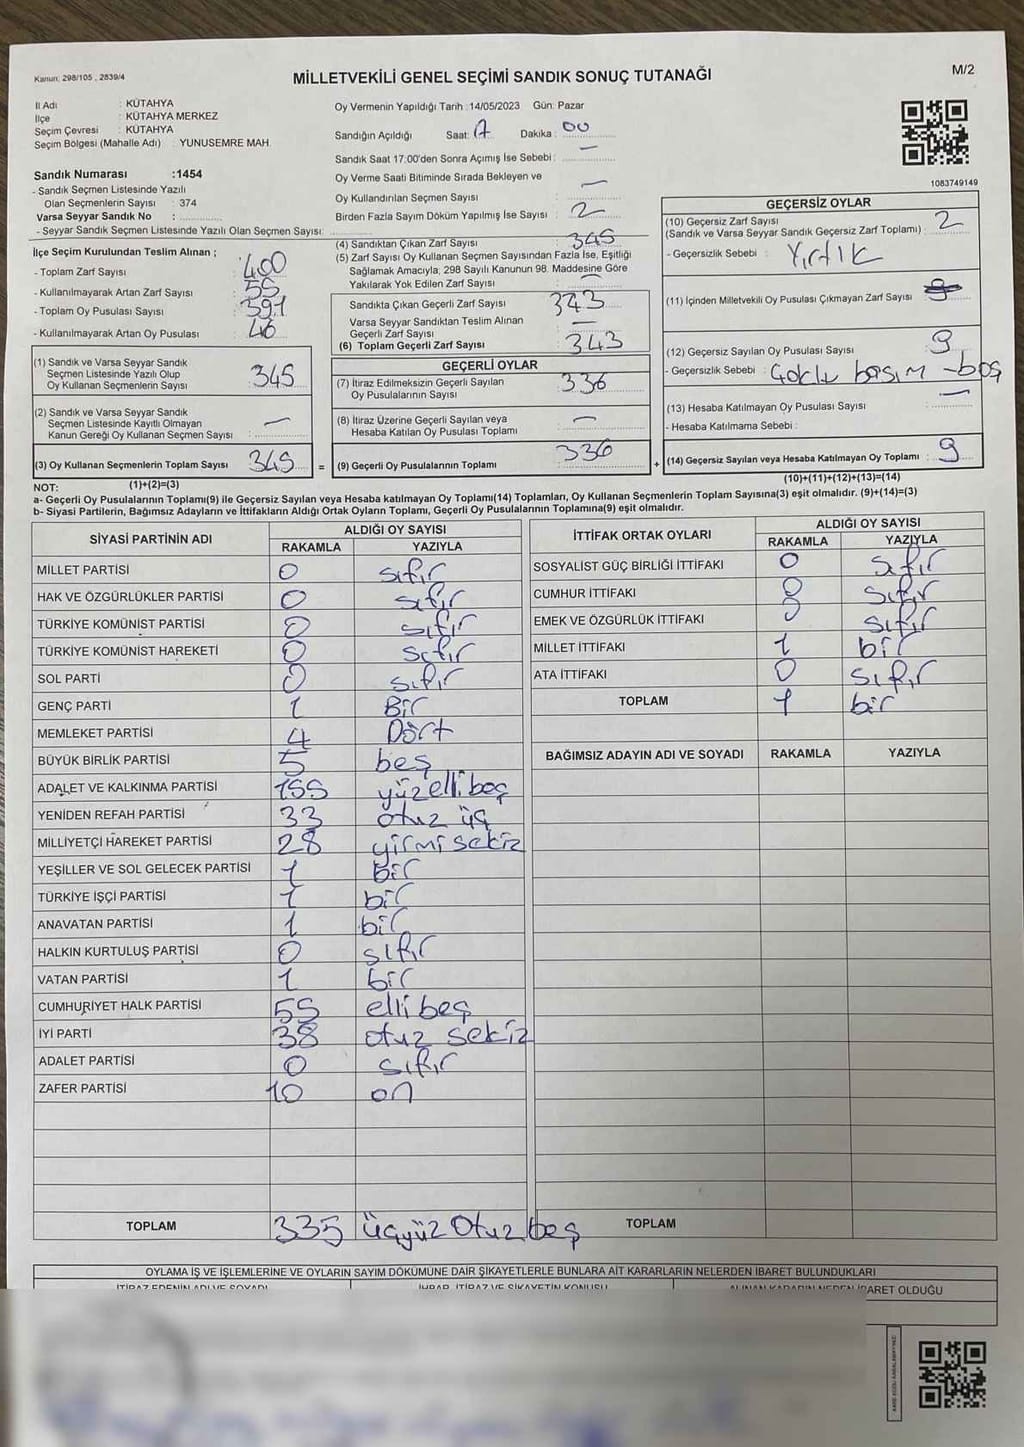 Kanun: 298/105 , 2839/4
MİLLETVEKİLİ GENEL SEÇİMİ SANDIK SONUÇ TUTANAĞI
M/2
İl Adı : KÜTAHYA
İlçe : KÜTAHYA MERKEZ
Seçim Çevresi : KÜTAHYA
Seçim Bölgesi (Mahalle Adı) : YUNUSEMRE MAH.
Sandık Numarası :1454
- Sandık Seçmen Listesinde Yazılı
Olan Seçmenlerin Sayısı : 374
Varsa Seyyar Sandık No :
- Seyyar Sandık Seçmen Listesinde Yazılı Olan Seçmen Sayısı:
Oy Vermenin Yapıldığı Tarih :14/05/2023 Gün: Pazar
Sandığın Açıldığı Saat: 17 Dakika : 00
Sandık Saat 17:00'den Sonra Açımış İse Sebebi : —
Oy Verme Saati Bitiminde Sırada Bekleyen ve
Oy Kullandırılan Seçmen Sayısı : —
Birden Fazla Sayım Döküm Yapılmış İse Sayısı : 2
1083749149
İlçe Seçim Kurulundan Teslim Alınan ;
- Toplam Zarf Sayısı : 400
- Kullanılmayarak Artan Zarf Sayısı : 55
- Toplam Oy Pusulası Sayısı : 391
- Kullanılmayarak Artan Oy Pusulası : 46
(1) Sandık ve Varsa Seyyar Sandık
Seçmen Listesinde Yazılı Olup
Oy Kullanan Seçmenlerin Sayısı : 345
(2) Sandık ve Varsa Seyyar Sandık
Seçmen Listesinde Kayıtlı Olmayan
Kanun Gereği Oy Kullanan Seçmen Sayısı : —
(3) Oy Kullanan Seçmenlerin Toplam Sayısı : 345 =
(4) Sandıktan Çıkan Zarf Sayısı : 345
(5) Zarf Sayısı Oy Kullanan Seçmen Sayısından Fazla İse, Eşitliği
Sağlamak Amacıyla; 298 Sayılı Kanunun 98. Maddesine Göre
Yakılarak Yok Edilen Zarf Sayısı : —
Sandıkta Çıkan Geçerli Zarf Sayısı : 343
Varsa Seyyar Sandıktan Teslim Alınan
Geçerli Zarf Sayısı : —
(6) Toplam Geçerli Zarf Sayısı : 343
GEÇERLİ OYLAR
(7) İtiraz Edilmeksizin Geçerli Sayılan
Oy Pusulalarının Sayısı : 336
(8) İtiraz Üzerine Geçerli Sayılan veya
Hesaba Katılan Oy Pusulası Toplamı : —
(9) Geçerli Oy Pusulalarının Toplamı : 336 +
GEÇERSİZ OYLAR
(10) Geçersiz Zarf Sayısı
(Sandık ve Varsa Seyyar Sandık Geçersiz Zarf Toplamı) : 2
- Geçersizlik Sebebi : Yırtık
(11) İçinden Milletvekili Oy Pusulası Çıkmayan Zarf Sayısı :
(12) Geçersiz Sayılan Oy Pusulası Sayısı : 9
- Geçersizlik Sebebi : Çoklu basım - boş
(13) Hesaba Katılmayan Oy Pusulası Sayısı : —
- Hesaba Katılmama Sebebi :
(14) Geçersiz Sayılan veya Hesaba Katılmayan Oy Toplamı : 9
NOT: (1)+(2)=(3) (10)+(11)+(12)+(13)=(14)
a- Geçerli Oy Pusulalarının Toplamı(9) ile Geçersiz Sayılan veya Hesaba katılmayan Oy Toplamı(14) Toplamları, Oy Kullanan Seçmenlerin Toplam Sayısına(3) eşit olmalıdır. (9)+(14)=(3)
b- Siyasi Partilerin, Bağımsız Adayların ve İttifakların Aldığı Ortak Oyların Toplamı, Geçerli Oy Pusulalarının Toplamına(9) eşit olmalıdır.
SİYASİ PARTİNİN ADI ALDIĞI OY SAYISI
RAKAMLA YAZIYLA
MİLLET PARTİSİ 0 sıfır
HAK VE ÖZGÜRLÜKLER PARTİSİ 0 sıfır
TÜRKİYE KOMÜNİST PARTİSİ 0 sıfır
TÜRKİYE KOMÜNİST HAREKETİ 0 sıfır
SOL PARTİ 0 sıfır
GENÇ PARTİ 1 Bir
MEMLEKET PARTİSİ 4 Dört
BÜYÜK BİRLİK PARTİSİ 5 beş
ADALET VE KALKINMA PARTİSİ 155 yüzellibeş
YENİDEN REFAH PARTİSİ 33 otuz üç
MİLLİYETÇİ HAREKET PARTİSİ 28 yirmi sekiz
YEŞİLLER VE SOL GELECEK PARTİSİ 1 bir
TÜRKİYE İŞÇİ PARTİSİ 1 bir
ANAVATAN PARTİSİ 1 bir
HALKIN KURTULUŞ PARTİSİ 0 sıfır
VATAN PARTİSİ 1 bir
CUMHURİYET HALK PARTİSİ 55 elli beş
İYİ PARTİ 38 otuz sekiz
ADALET PARTİSİ 0 sıfır
ZAFER PARTİSİ 10 on
TOPLAM 335 üçyüz otuz beş
İTTİFAK ORTAK OYLARI ALDIĞI OY SAYISI
RAKAMLA YAZIYLA
SOSYALİST GÜÇ BİRLİĞİ İTTİFAKI 0 sıfır
CUMHUR İTTİFAKI 0 sıfır
EMEK VE ÖZGÜRLÜK İTTİFAKI 0 sıfır
MİLLET İTTİFAKI 1 bir
ATA İTTİFAKI 0 sıfır
TOPLAM 1 bir
BAĞIMSIZ ADAYIN ADI VE SOYADI RAKAMLA YAZIYLA
TOPLAM
OYLAMA İŞ VE İŞLEMLERİNE VE OYLARIN SAYIM DÖKÜMÜNE DAİR ŞİKAYETLERLE BUNLARA AİT KARARLARIN NELERDEN İBARET BULUNDUKLARI
İTİRAZ EDENİN ADI VE SOYADI İHBAR, İTİRAZ VE ŞİKAYETİN KONUSU ALINAN KARARIN NEDEN İBARET OLDUĞU